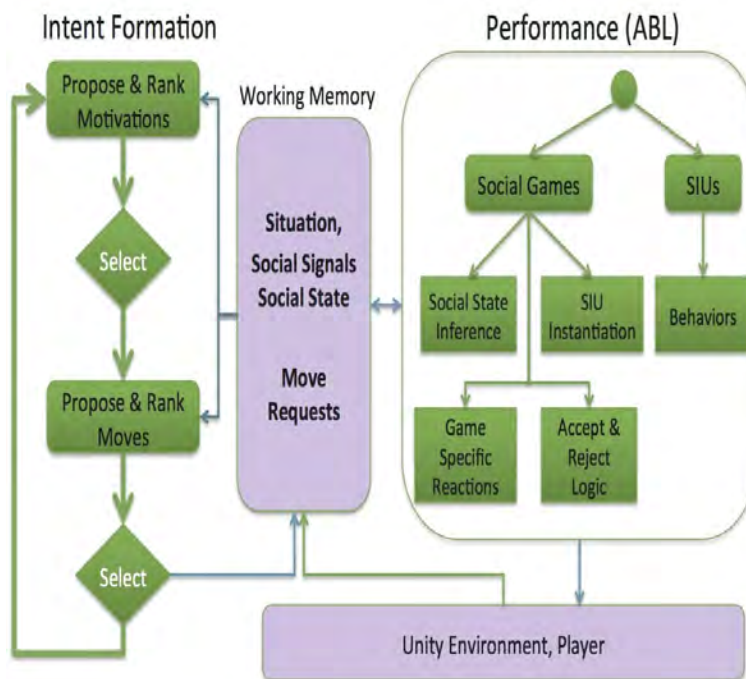 Intent Formation
Propose & Rank
Motivations
Select
Propose & Rank
Moves
Select
Working Memory
Situation,
Social Signals
Social State
Move
Requests
Performance (ABL)
Social Games
SIUs
Social State
Inference
SIU
Instantiation
Behaviors
Game
Specific
Reactions
Accept &
Reject
Logic
Unity Environment, Player